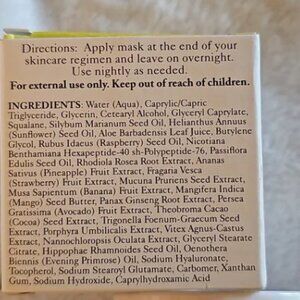 Directions: Apply mask at the end of your
skincare regimen and leave on overnight.
Use nightly as needed.
For external use only. Keep out of reach of children.
INGREDIENTS: Water (Aqua), Caprylic/Capric
Triglyceride, Glycerin, Cetearyl Alcohol, Glyceryl Caprylate,
Squalane, Silybum Marianum Seed Oil, Helianthus Annuus
(Sunflower) Seed Oil, Aloe Barbadensis Leaf Juice, Butylene
Glycol, Rubus Idaeus (Raspberry) Seed Oil, Nicotiana
Benthamiana Hexapeptide-40 sh-Polypeptide-76, Passiflora
Edulis Seed Oil, Rhodiola Rosea Root Extract, Ananas
Sativus (Pineapple) Fruit Extract, Fragaria Vesca
(Strawberry) Fruit Extract, Mucuna Pruriens Seed Extract,
Musa Sapientum (Banana) Fruit Extract, Mangifera Indica
(Mango) Seed Butter, Panax Ginseng Root Extract, Persea
Gratissima (Avocado) Fruit Extract, Theobroma Cacao
(Cocoa) Seed Extract, Trigonella Foenum-Graecum Seed
Extract, Porphyra Umbilicalis Extract, Vitex Agnus-Castus
Extract, Nannochloropsis Oculata Extract, Glyceryl Stearate
Citrate, Hippophae Rhamnoides Seed Oil, Oenothera
Biennis (Evening Primrose) Oil, Sodium Hyaluronate,
Tocopherol, Sodium Stearoyl Glutamate, Carbomer, Xanthan
Gum, Sodium Hydroxide, Caprylhydroxamic Acid